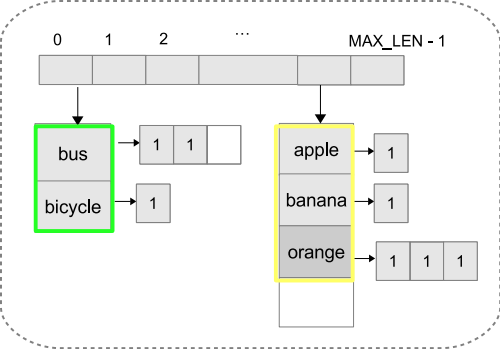 0 1 2 ... MAX_LEN - 1
bus 1 1
bicycle 1
apple 1
banana 1
orange 1 1 1